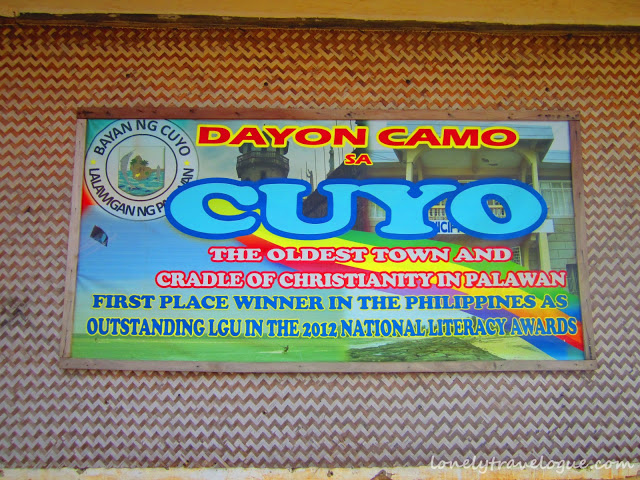 BAYAN NG CUYO
LALAWIGAN NG PALAWAN
DAYON CAMO
SA
CUYO
THE OLDEST TOWN AND
CRADLE OF CHRISTIANITY IN PALAWAN
FIRST PLACE WINNER IN THE PHILIPPINES AS
OUTSTANDING LGU IN THE 2012 NATIONAL LITERACY AWARDS
lonelytravelogue.com